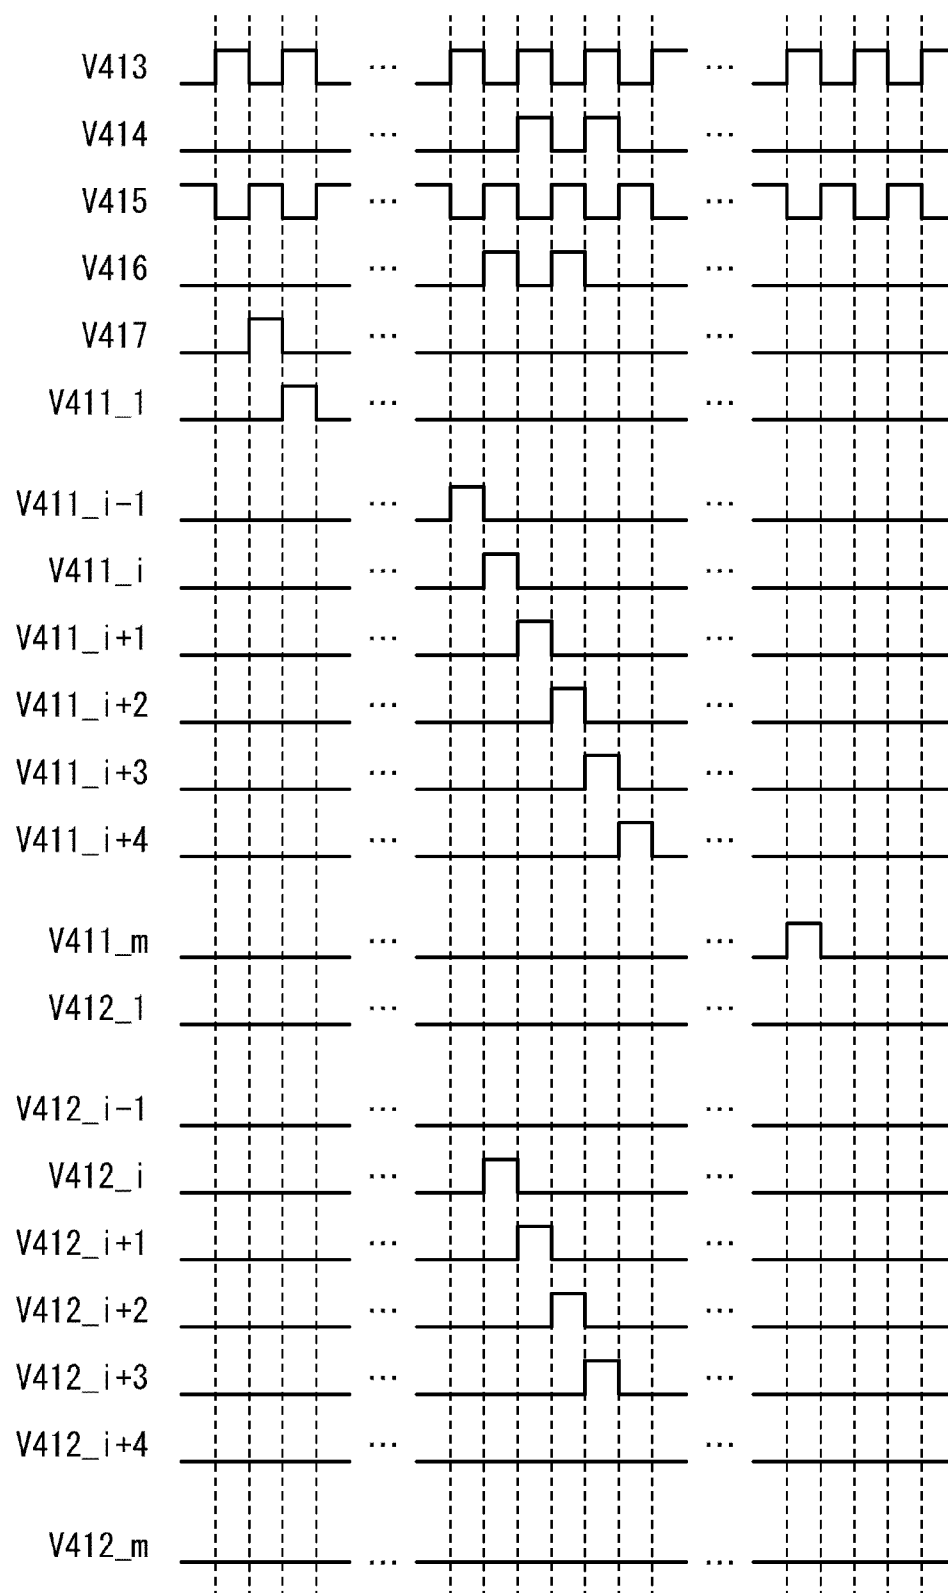 V413 ... ...
V414 ... ...
V415 ... ...
V416 ... ...
V417 ... ...
V411_1 ... ...
V411_i-1 ... ...
V411_i ... ...
V411_i+1 ... ...
V411_i+2 ... ...
V411_i+3 ... ...
V411_i+4 ... ...
V411_m ... ...
V412_1 ... ...
V412_i-1 ... ...
V412_i ... ...
V412_i+1 ... ...
V412_i+2 ... ...
V412_i+3 ... ...
V412_i+4 ... ...
V412_m ... ...